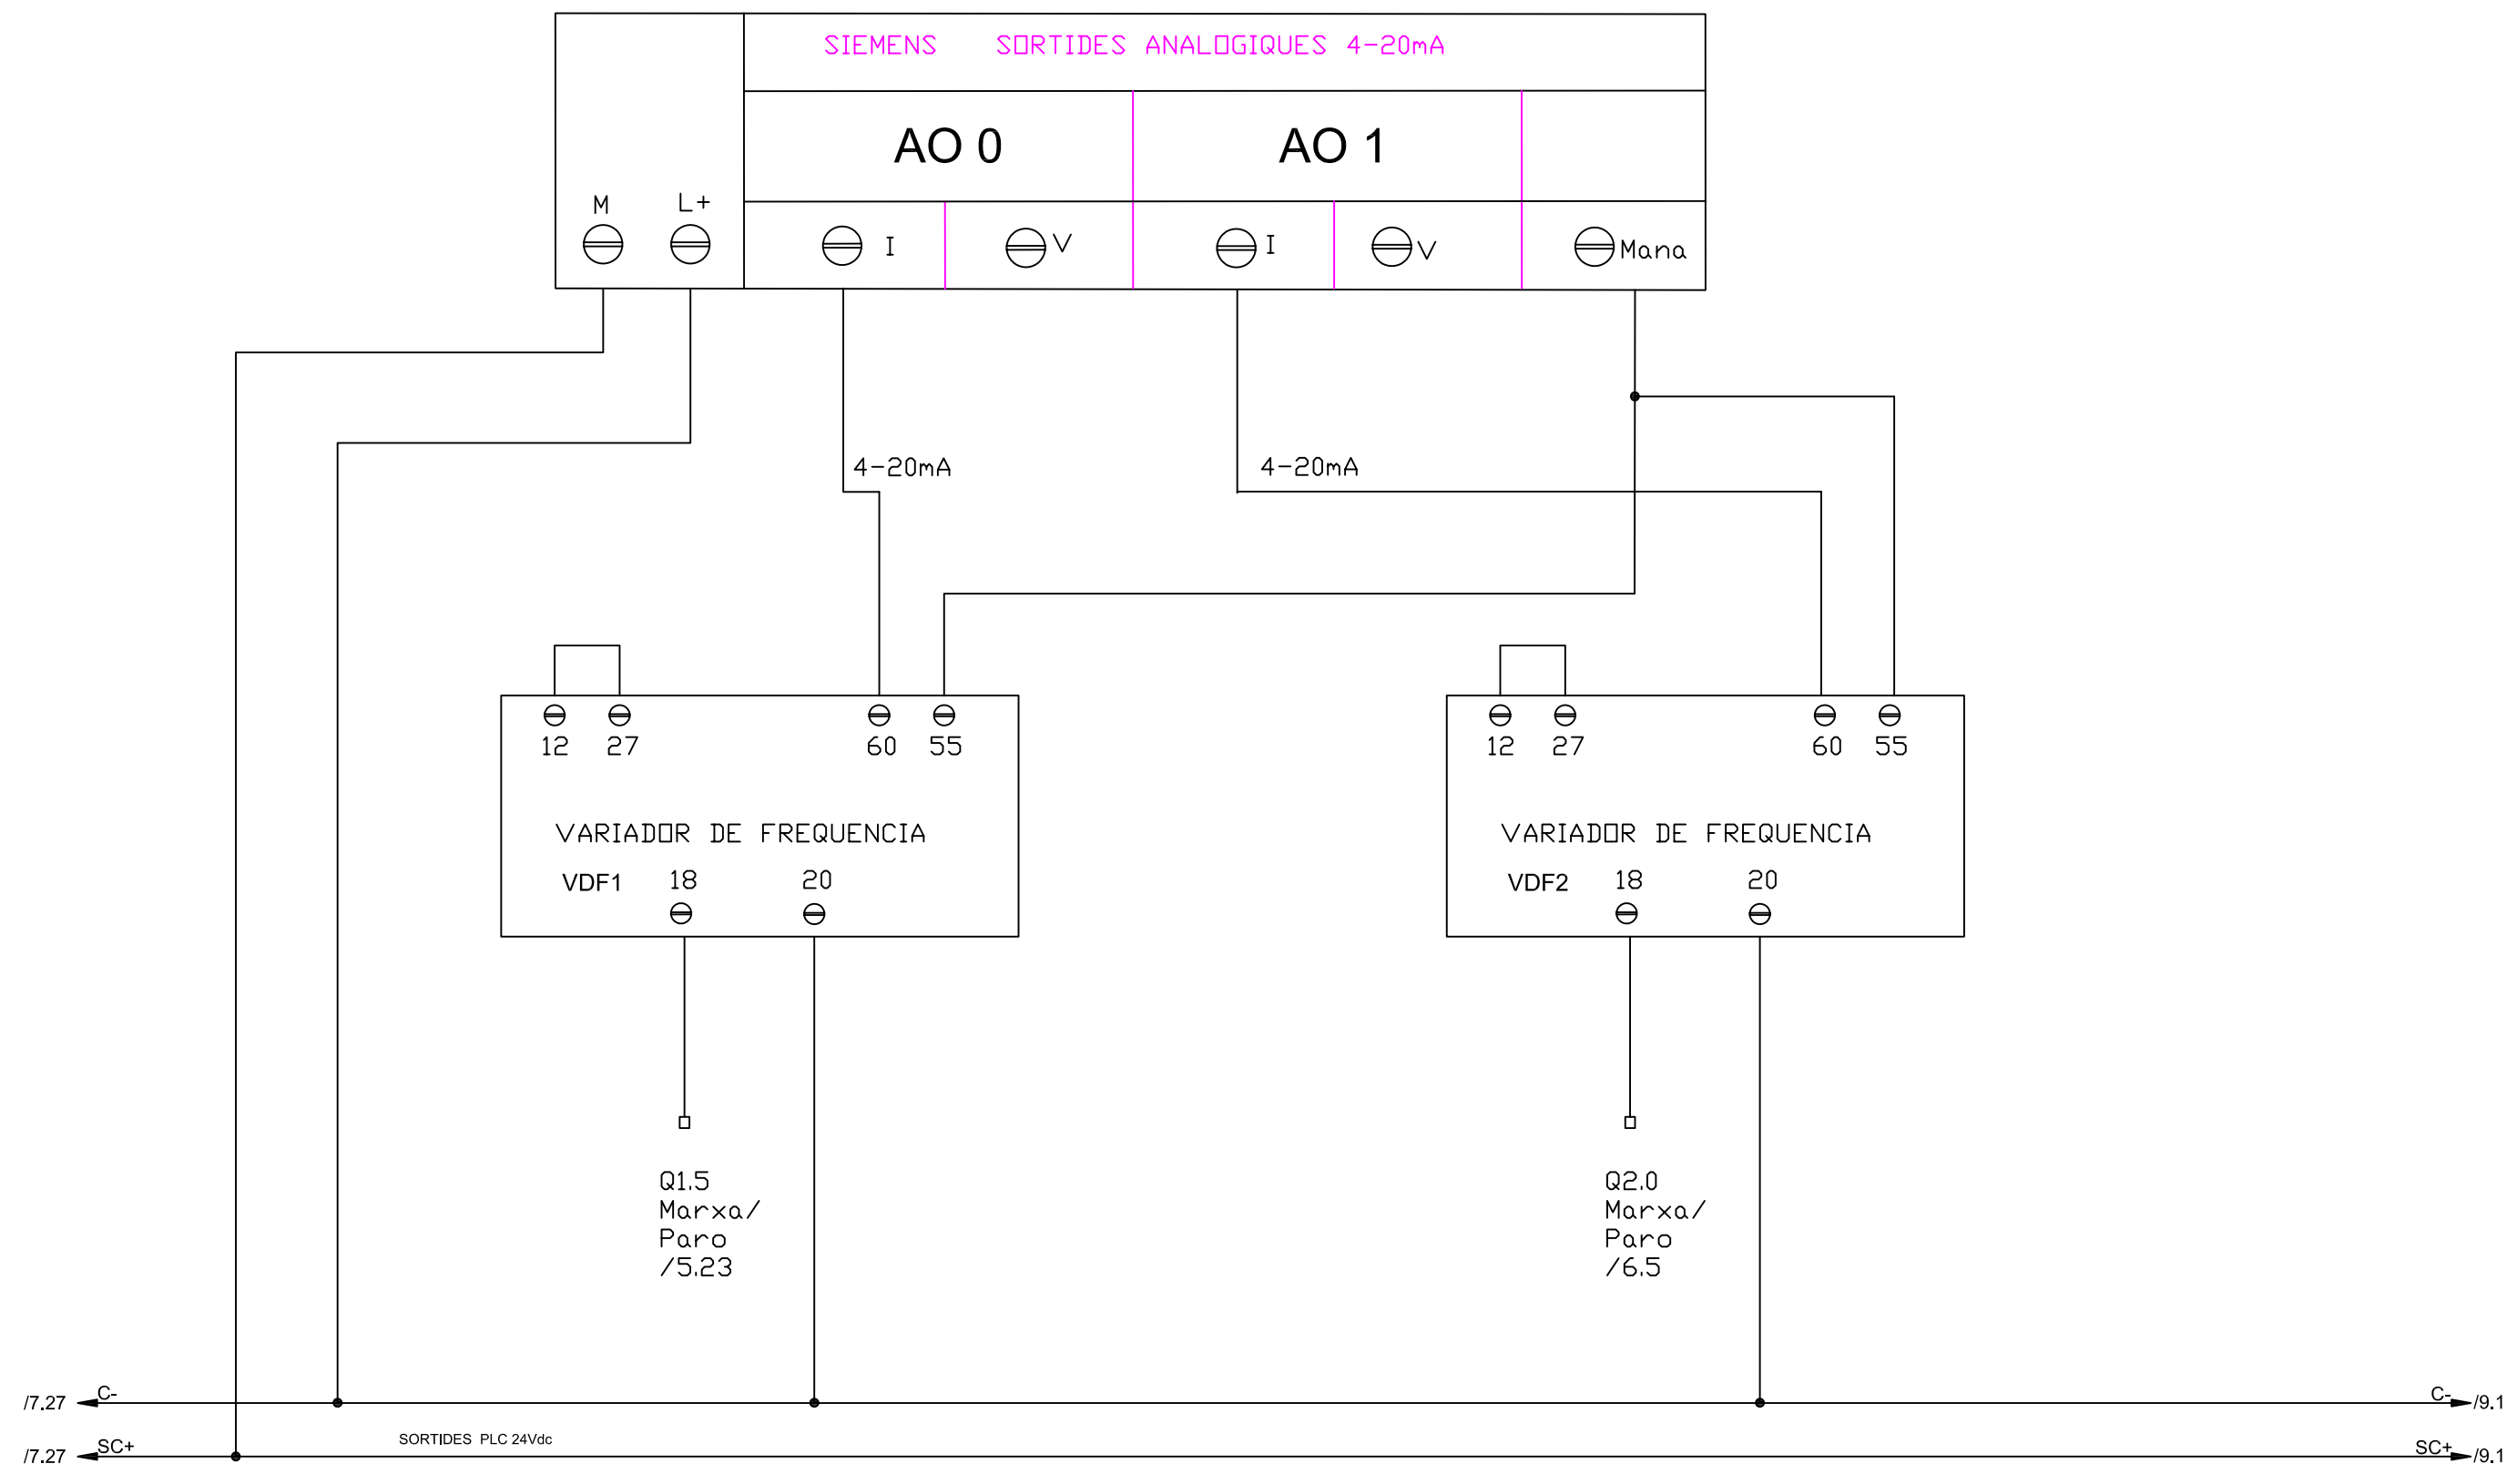 SIEMENS SORTIDES ANALOGIQUES 4-20mA
AO 0 AO 1
M L+
I V I V Mana
4-20mA 4-20mA
12 27 60 55 12 27 60 55
VARIADOR DE FREQUENCIA VARIADOR DE FREQUENCIA
VDF1 18 20 VDF2 18 20
Q1.5
Marxa/
Paro
/5.23
Q2.0
Marxa/
Paro
/6.5
/7.27 C- C- /9.1
SORTIDES PLC 24Vdc
/7.27 SC+ SC+ /9.1